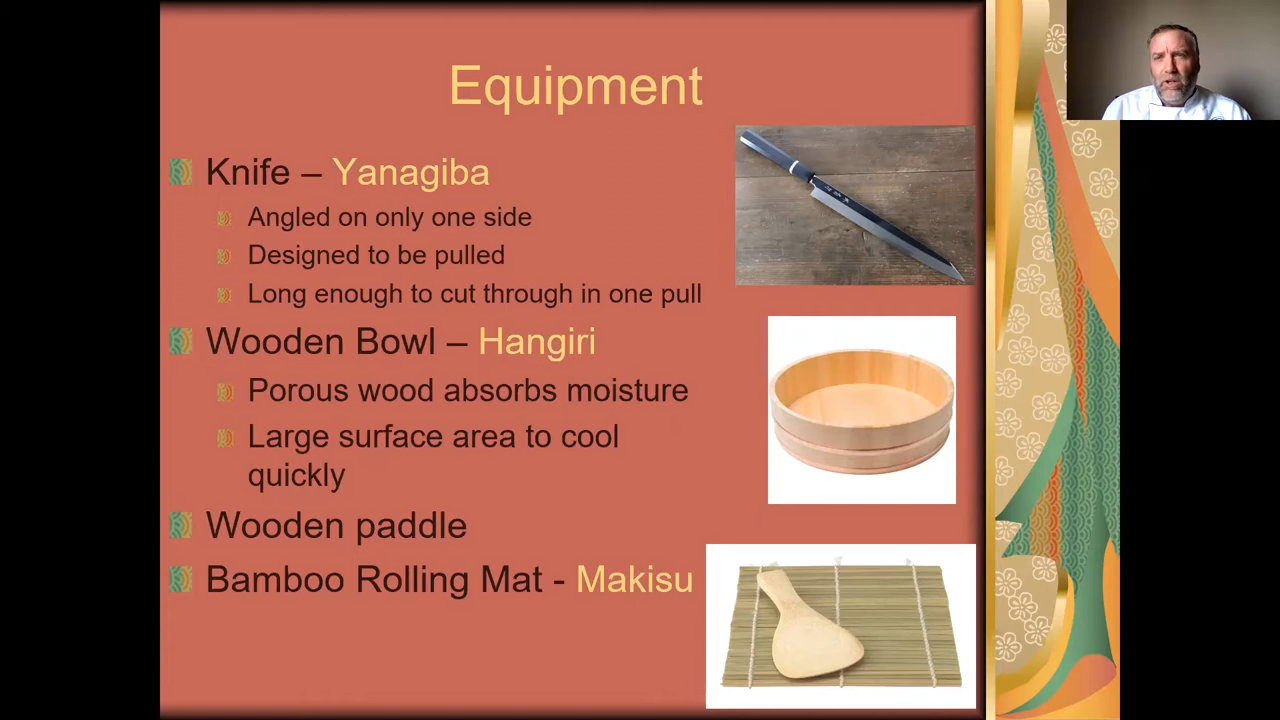 Equipment
Knife – Yanagiba
Angled on only one side
Designed to be pulled
Long enough to cut through in one pull
Wooden Bowl – Hangiri
Porous wood absorbs moisture
Large surface area to cool
quickly
Wooden paddle
Bamboo Rolling Mat - Makisu